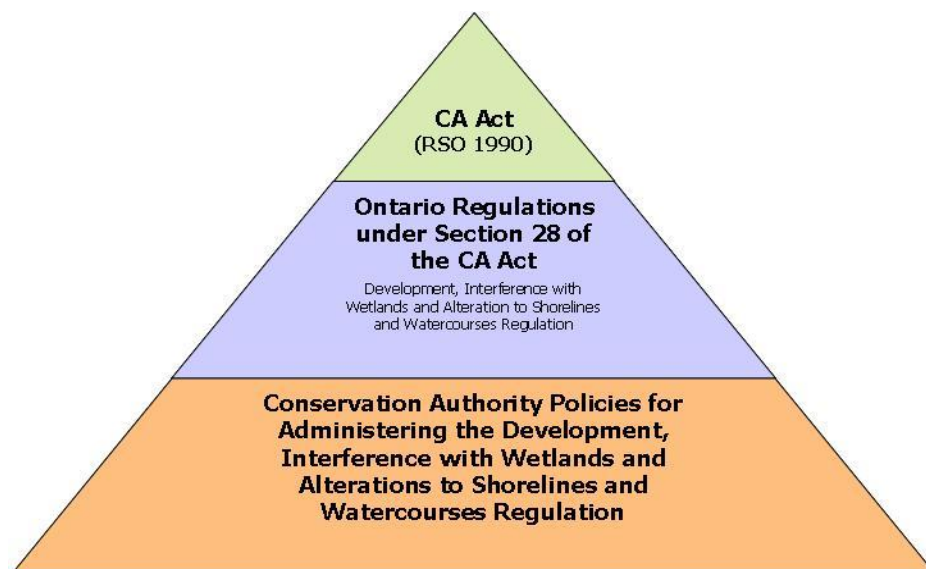 CA Act
(RSO 1990)
Ontario Regulations
under Section 28 of
the CA Act
Development, Interference with
Wetlands and Alteration to Shorelines
and Watercourses Regulation
Conservation Authority Policies for
Administering the Development,
Interference with Wetlands and
Alterations to Shorelines and
Watercourses Regulation